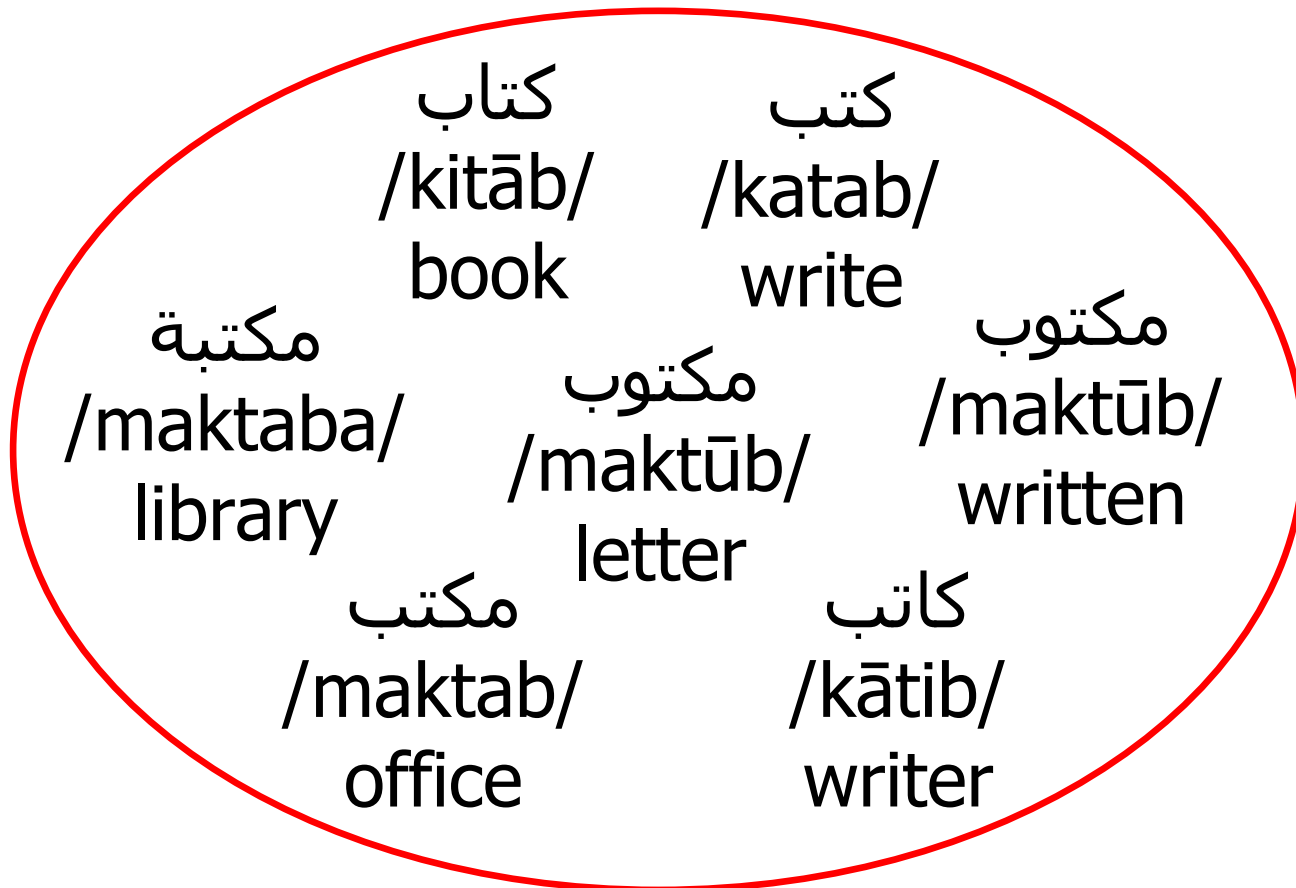 كتاب
/kitāb/
book
كتب
/katab/
write
مكتبة
/maktaba/
library
مكتوب
/maktūb/
letter
مكتوب
/maktūb/
written
مكتب
/maktab/
office
كاتب
/kātib/
writer